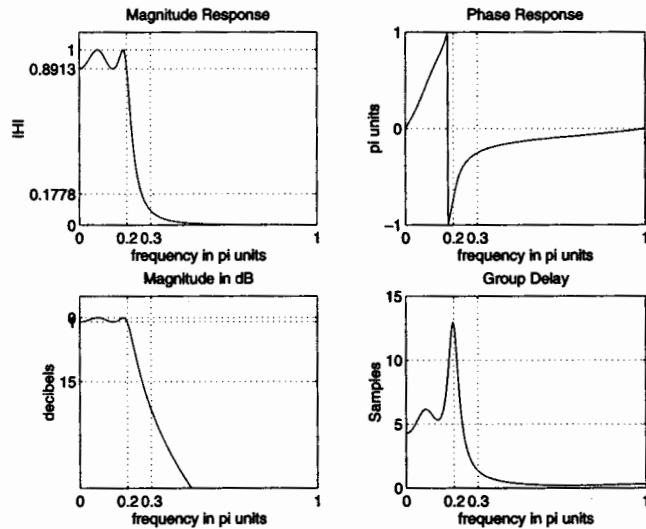 Magnitude Response
1
0.8913
|H|
0.1778
0
0 0.2 0.3 1
frequency in pi units
Phase Response
1
pi units
0
-1
0 0.2 0.3 1
frequency in pi units
Magnitude in dB
0
1
decibels
15
0 0.2 0.3 1
frequency in pi units
Group Delay
15
10
Samples
5
0
0 0.2 0.3 1
frequency in pi units